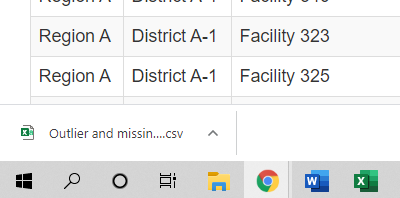 Region A District A-1 Facility 323
Region A District A-1 Facility 325
Outlier and missin....csv